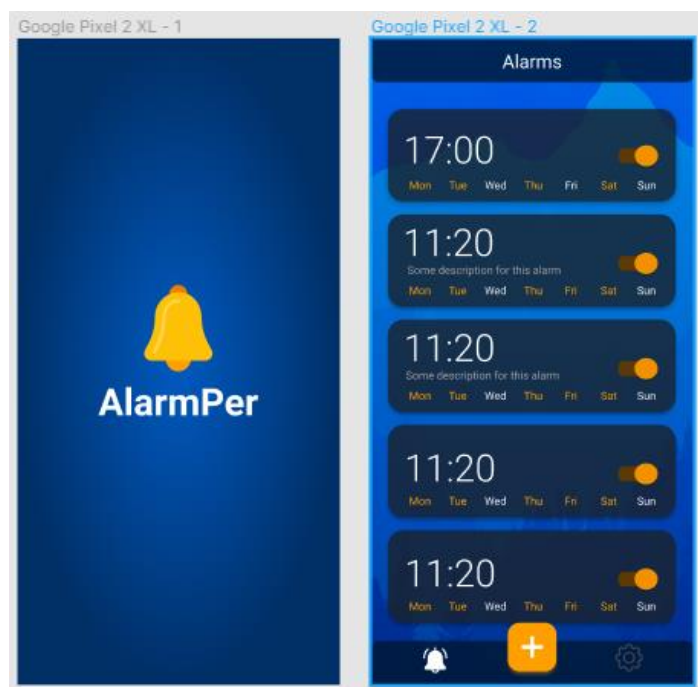 Google Pixel 2 XL - 1
AlarmPer
Google Pixel 2 XL - 2
Alarms
17:00
Mon Tue Wed Thu Fri Sat Sun
11:20
Some description for this alarm
Mon Tue Wed Thu Fri Sat Sun
11:20
Some description for this alarm
Mon Tue Wed Thu Fri Sat Sun
11:20
Mon Tue Wed Thu Fri Sat Sun
11:20
Mon Tue Wed Thu Fri Sat Sun
+